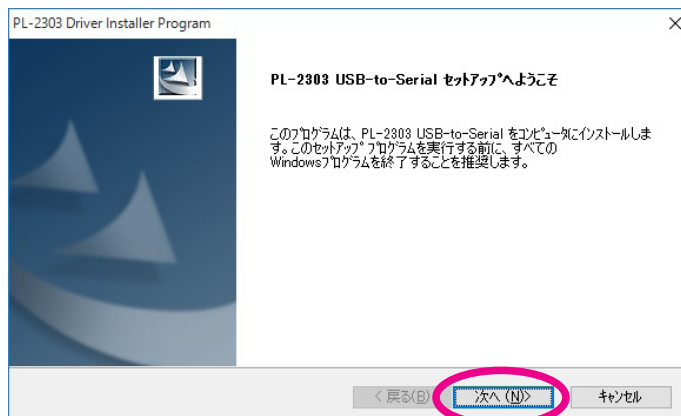 PL-2303 Driver Installer Program
PL-2303 USB-to-Serial ｾｯﾄｱｯﾌﾟへようこそ
このﾌﾟﾛｸﾞﾗﾑは、PL-2303 USB-to-Serial をｺﾝﾋﾟｭｰﾀにｲﾝｽﾄｰﾙしま
す。このｾｯﾄｱｯﾌﾟ ﾌﾟﾛｸﾞﾗﾑを実行する前に、すべての
Windowsﾌﾟﾛｸﾞﾗﾑを終了することを推奨します。
< 戻る(B)
次へ (N)>
ｷｬﾝｾﾙ